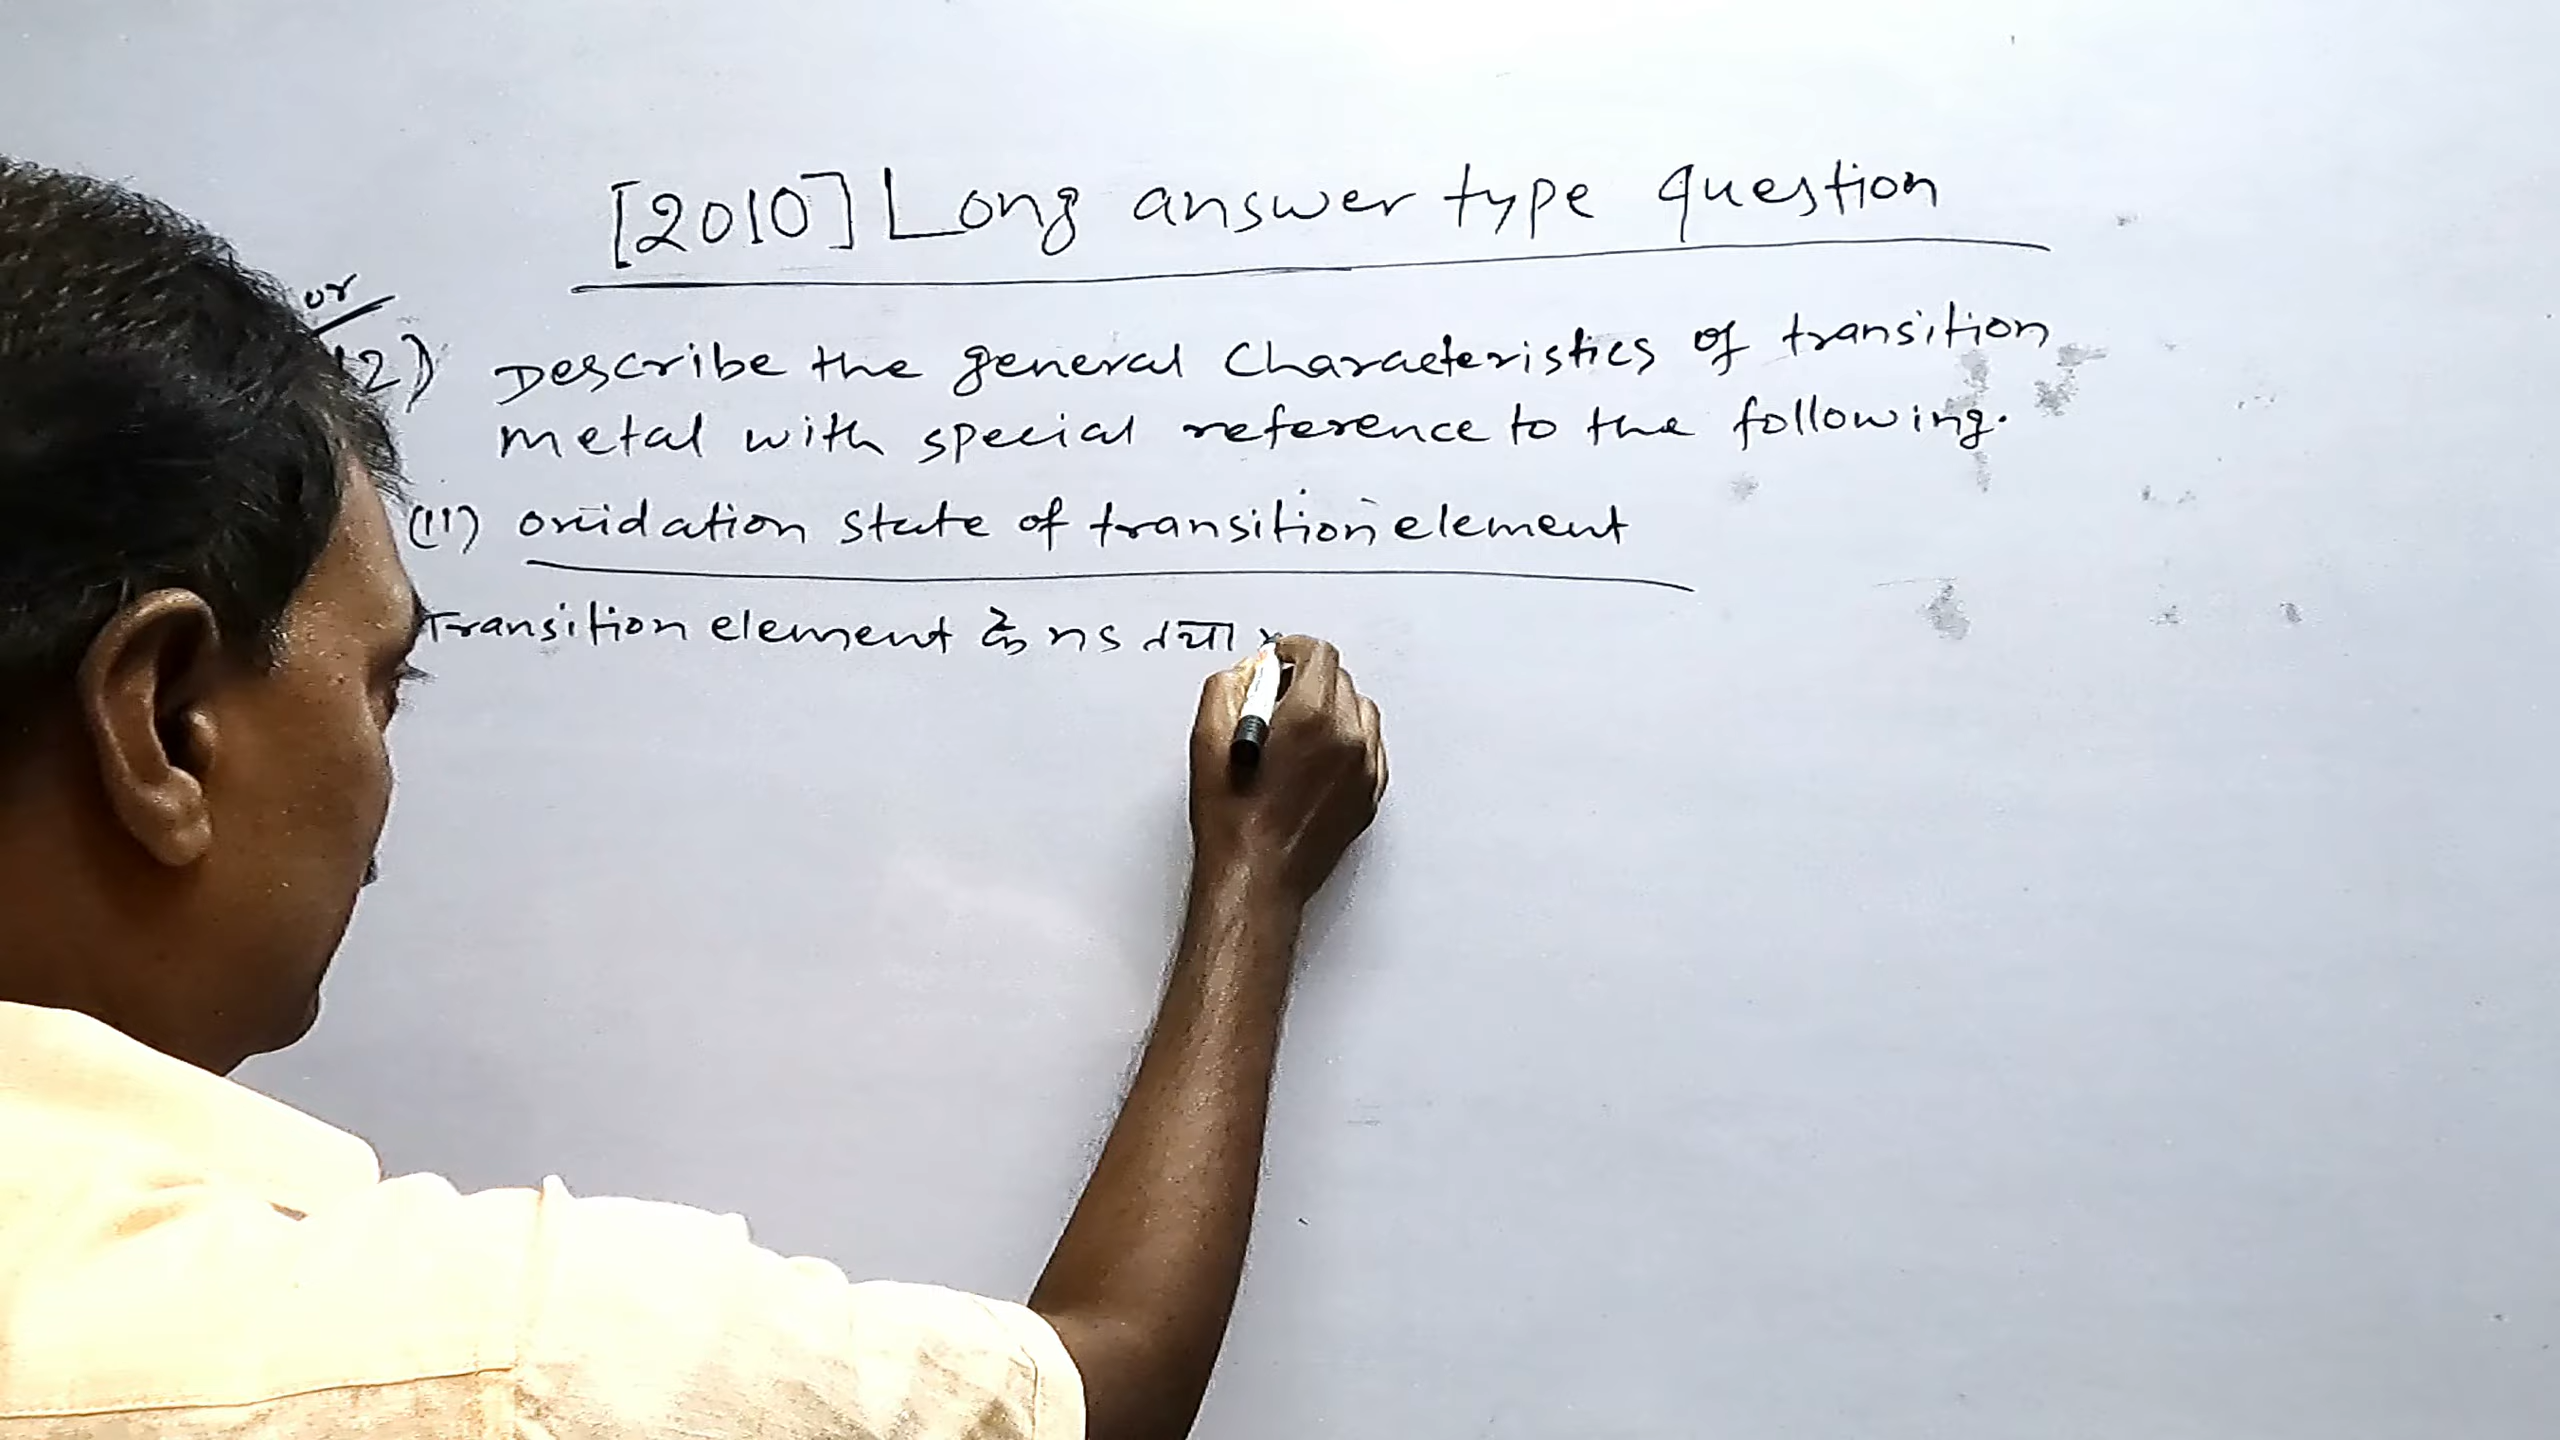 [2010] Long answer type question
or
12) Describe the general Characteristics of transition
metal with special reference to the following.
(II) oxidation state of transition element
Transition element के ns तथा